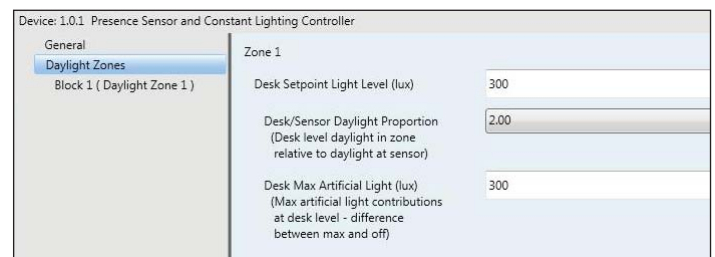 Device: 1.0.1 Presence Sensor and Constant Lighting Controller
General
Daylight Zones
Block 1 ( Daylight Zone 1 )
Zone 1
Desk Setpoint Light Level (lux)
300
Desk/Sensor Daylight Proportion
(Desk level daylight in zone
relative to daylight at sensor)
2.00
Desk Max Artificial Light (lux)
(Max artificial light contributions
at desk level - difference
between max and off)
300